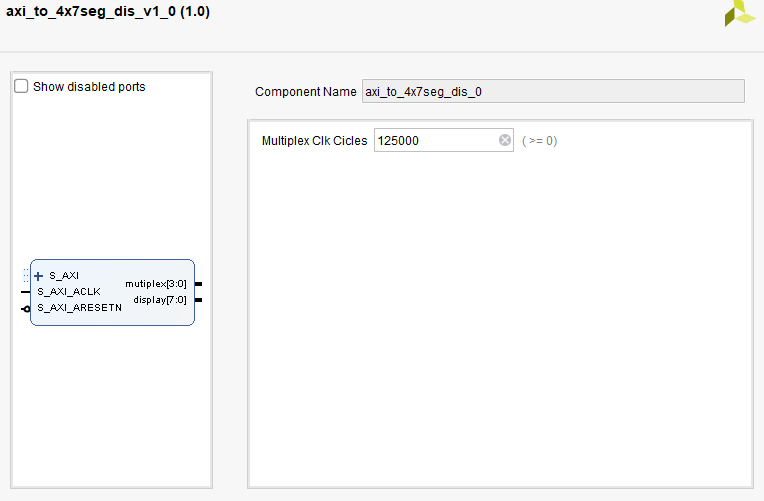 axi_to_4x7seg_dis_v1_0 (1.0)
Show disabled ports
Component Name axi_to_4x7seg_dis_0
Multiplex Clk Cicles 125000 ( >= 0)
S_AXI
S_AXI_ACLK
S_AXI_ARESETN
mutiplex[3:0]
display[7:0]